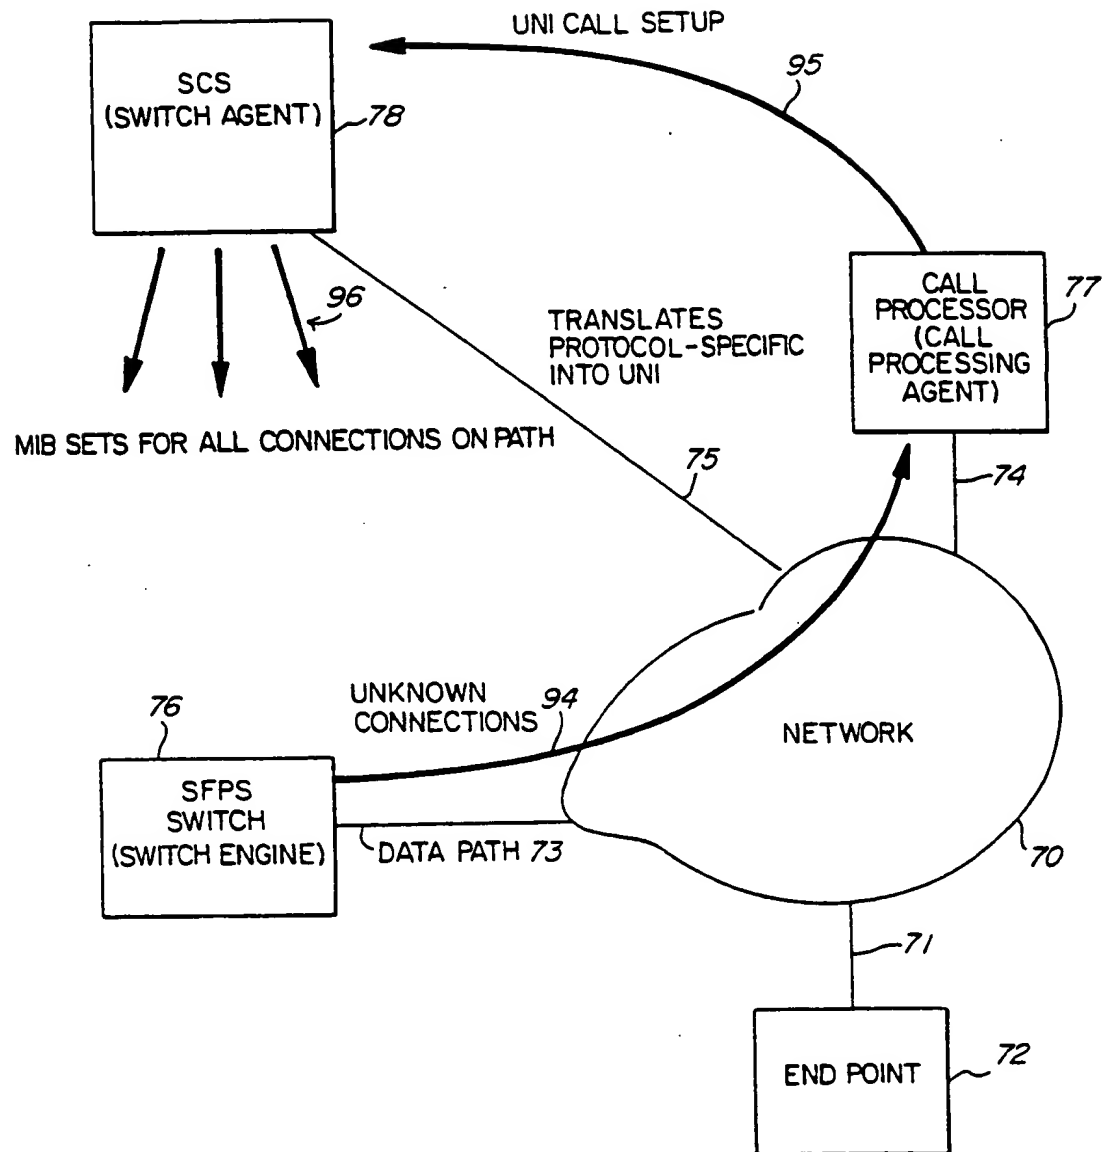 UNI CALL SETUP
95
SCS
(SWITCH AGENT)
78
CALL
PROCESSOR
(CALL
PROCESSING
AGENT)
77
96
TRANSLATES
PROTOCOL-SPECIFIC
INTO UNI
MIB SETS FOR ALL CONNECTIONS ON PATH
75
74
UNKNOWN
CONNECTIONS
94
76
NETWORK
SFPS
SWITCH
(SWITCH ENGINE)
DATA PATH 73
70
71
END POINT
72